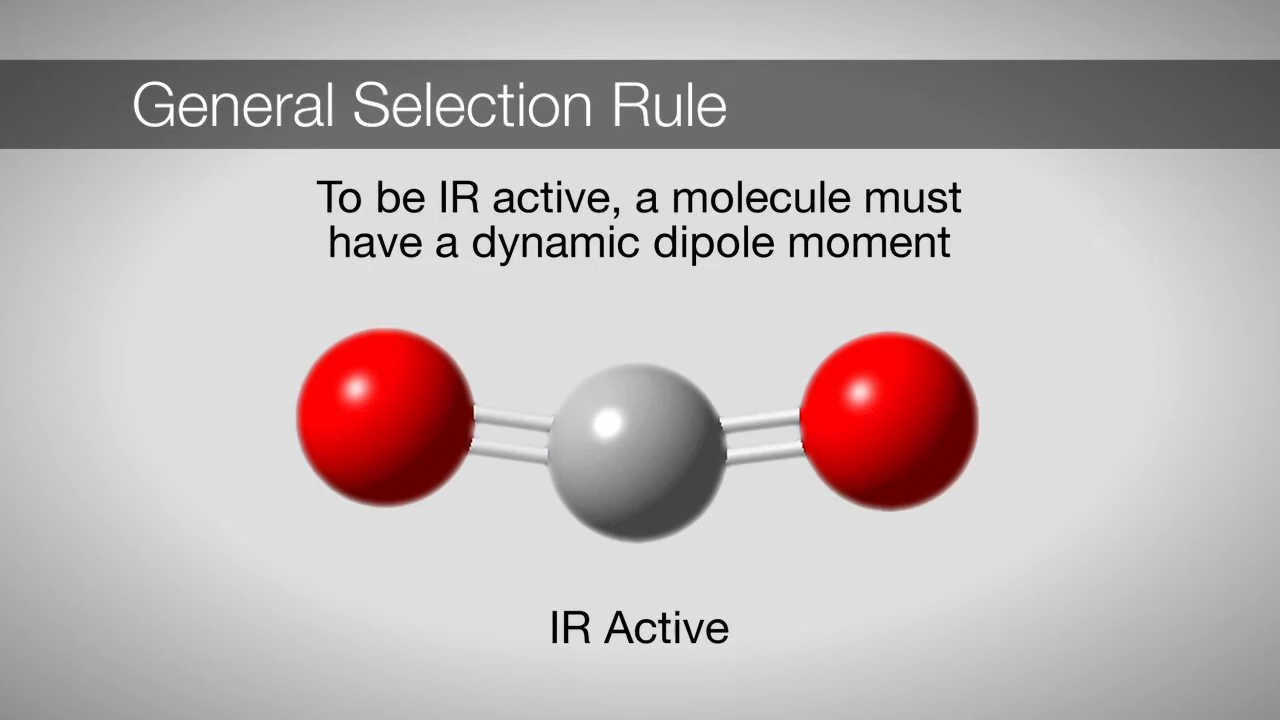 General Selection Rule
To be IR active, a molecule must
have a dynamic dipole moment
IR Active